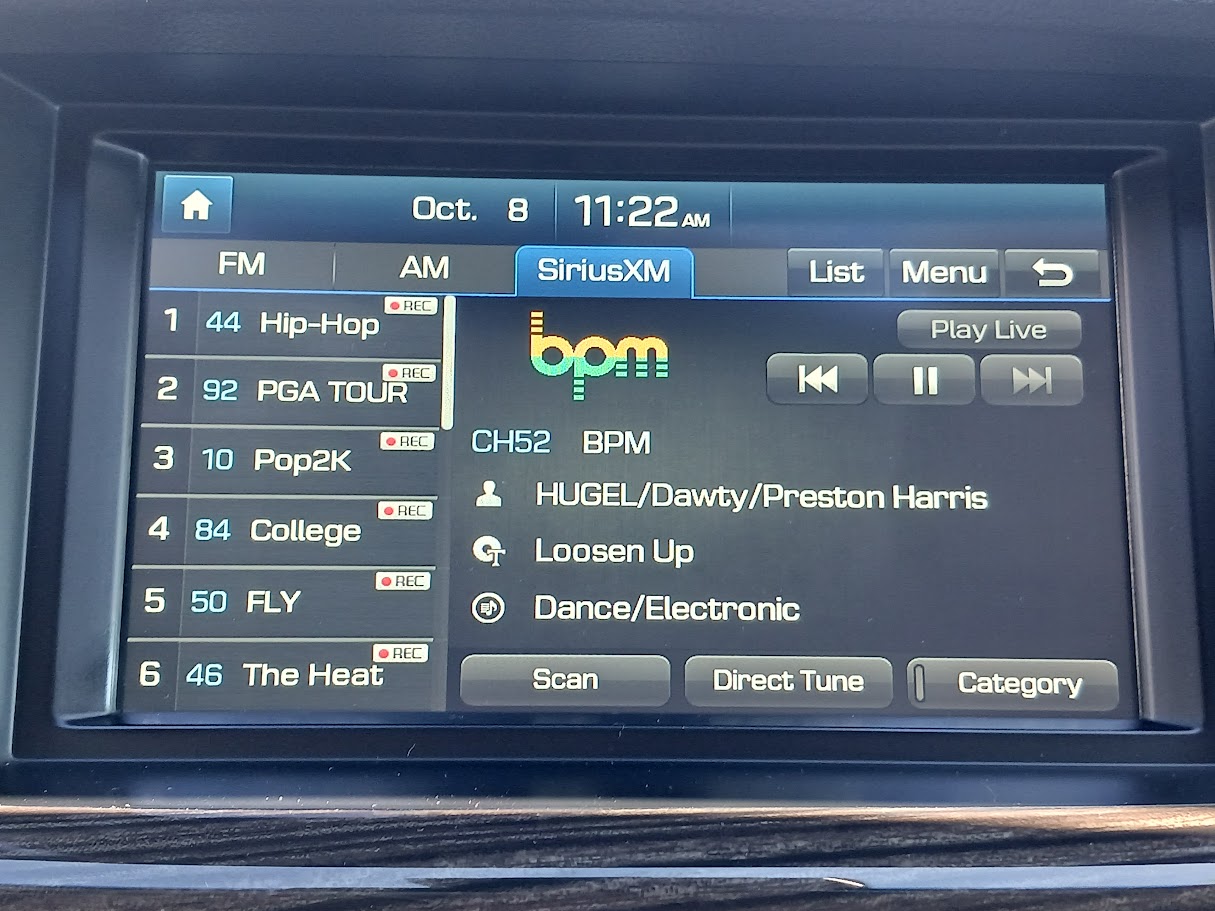 Oct. 8 11:22 AM
FM AM SiriusXM List Menu
1 44 Hip-Hop REC
2 92 PGA TOUR REC
3 10 Pop2K REC
4 84 College REC
5 50 FLY REC
6 46 The Heat REC
bpm
Play Live
CH52 BPM
HUGEL/Dawty/Preston Harris
Loosen Up
Dance/Electronic
Scan Direct Tune Category